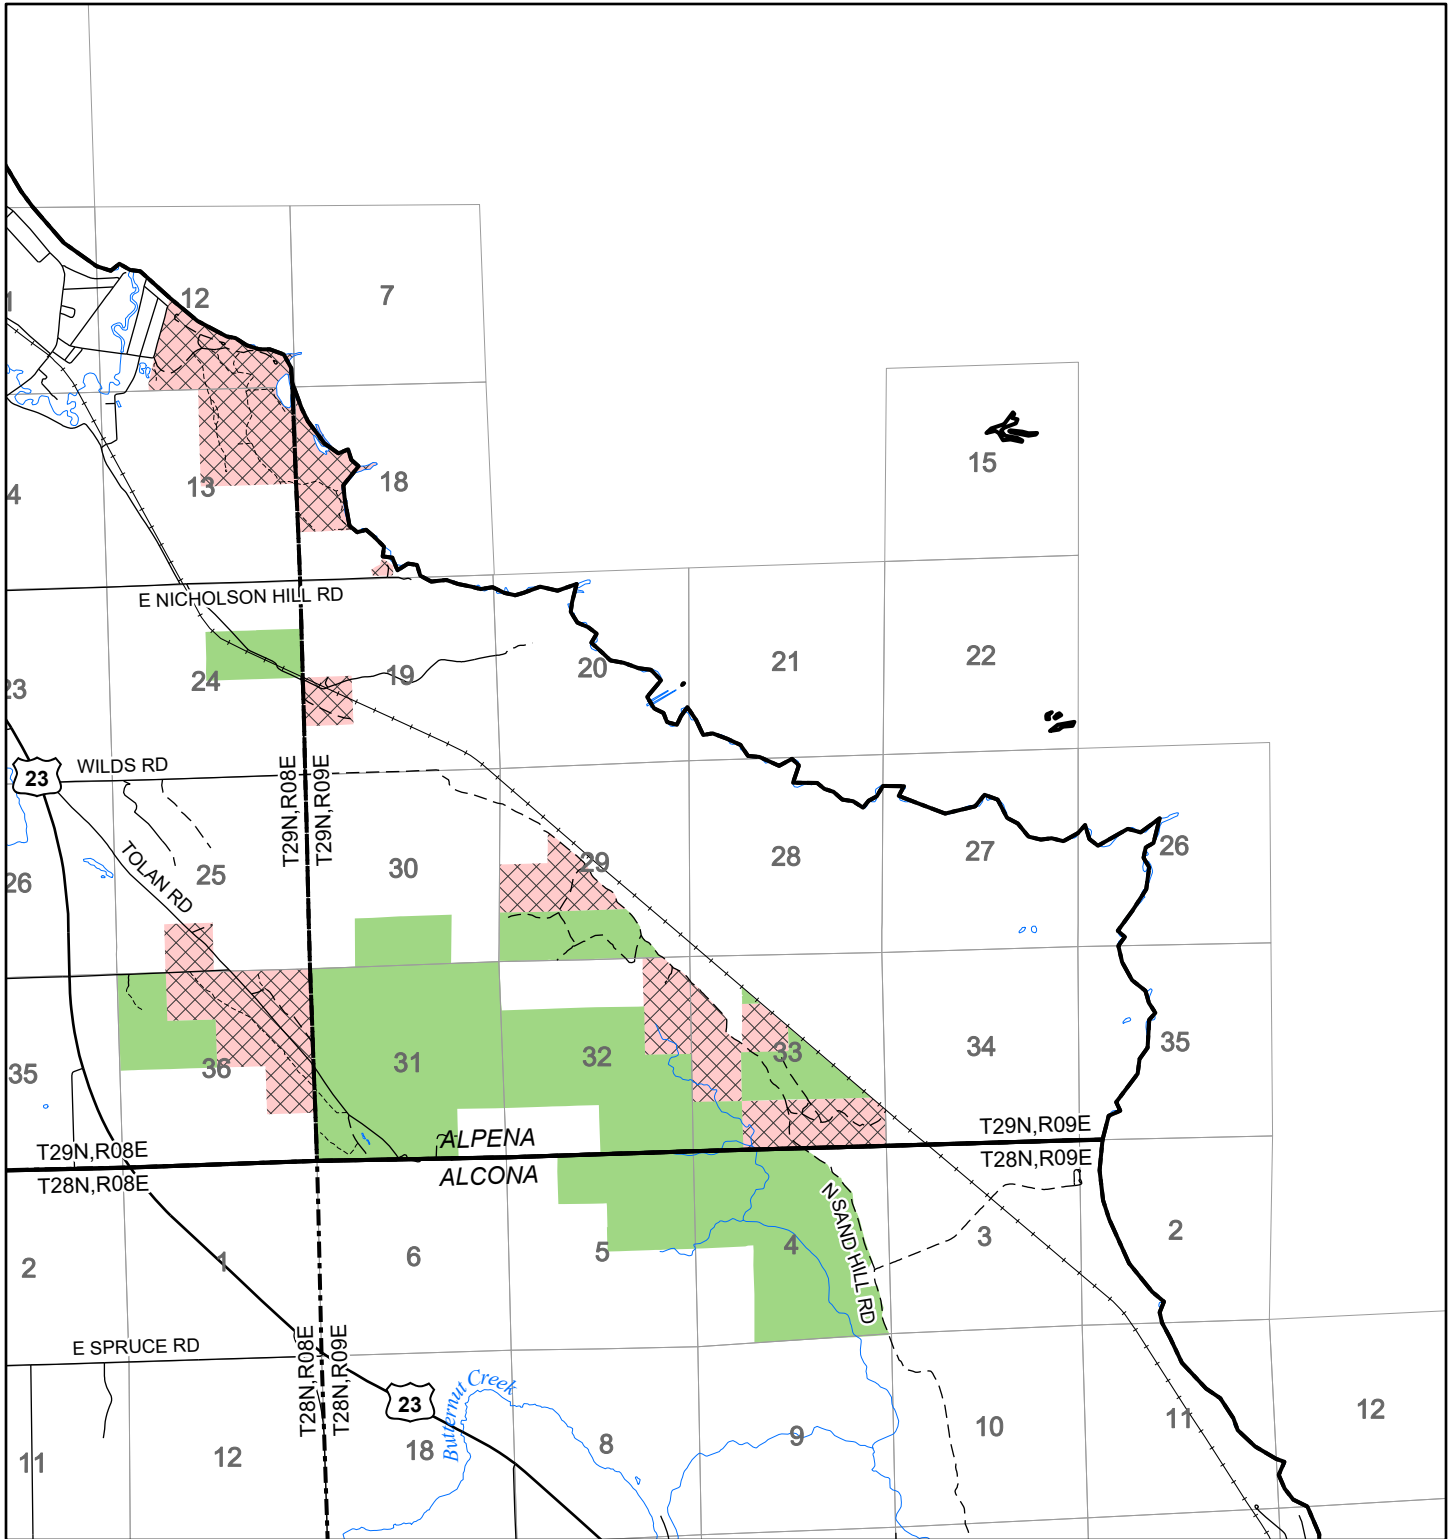 12
7
1
15
18
13
4
E NICHOLSON HILL RD
21
22
20
19
24
23
WILDS RD
23
T29N,R08E
T29N,R09E
TOLAN RD
25
30
29
28
27
26
26
36
31
32
33
34
35
35
ALPENA
T29N,R09E
T29N,R08E
ALCONA
T28N,R09E
T28N,R08E
N SAND HILL RD
2
1
6
5
4
3
2
E SPRUCE RD
T28N,R08E
T28N,R09E
23
Butternut Creek
11
12
18
8
9
10
11
12